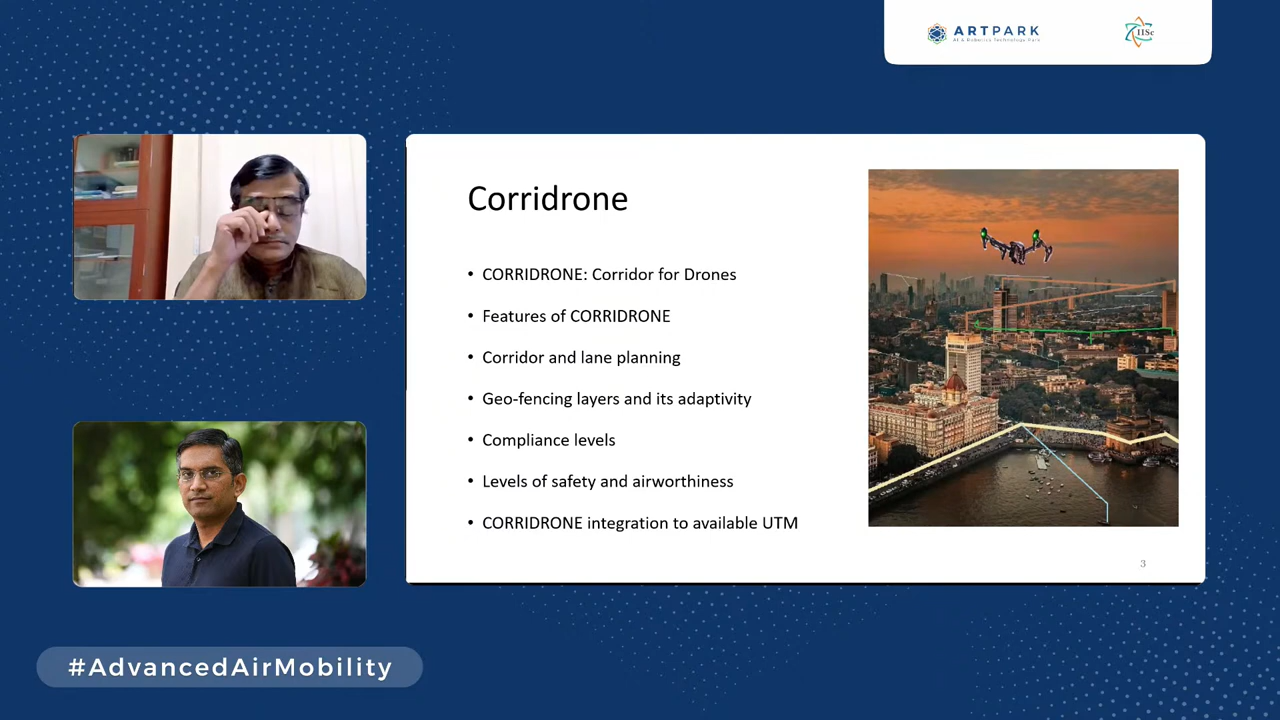 ARTPARK
AI & Robotics Technology Park
IISc
Corridrone
• CORRIDRONE: Corridor for Drones
• Features of CORRIDRONE
• Corridor and lane planning
• Geo-fencing layers and its adaptivity
• Compliance levels
• Levels of safety and airworthiness
• CORRIDRONE integration to available UTM
3
#AdvancedAirMobility